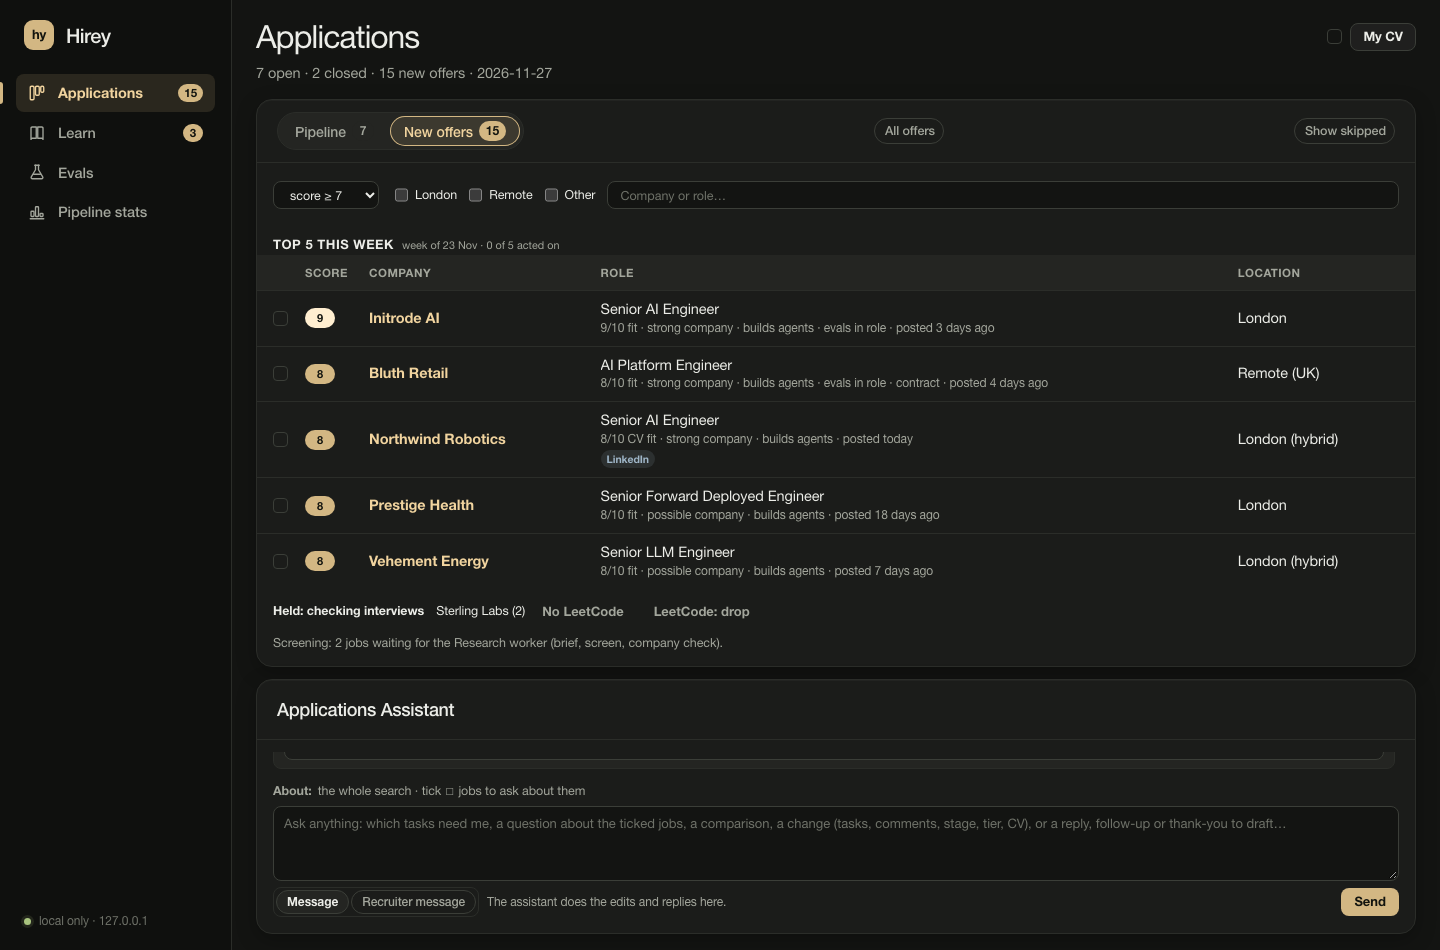 hy Hirey
Applications 15
Learn 3
Evals
Pipeline stats
local only · 127.0.0.1
Applications
My CV
7 open · 2 closed · 15 new offers · 2026-11-27
Pipeline 7 New offers 15 All offers Show skipped
score ≥ 7 London Remote Other Company or role…
TOP 5 THIS WEEK week of 23 Nov · 0 of 5 acted on
SCORE COMPANY ROLE LOCATION
9 Initrode AI Senior AI Engineer London
9/10 fit · strong company · builds agents · evals in role · posted 3 days ago
8 Bluth Retail AI Platform Engineer Remote (UK)
8/10 fit · strong company · builds agents · evals in role · contract · posted 4 days ago
8 Northwind Robotics Senior AI Engineer London (hybrid)
8/10 CV fit · strong company · builds agents · posted today
LinkedIn
8 Prestige Health Senior Forward Deployed Engineer London
8/10 fit · possible company · builds agents · posted 18 days ago
8 Vehement Energy Senior LLM Engineer London (hybrid)
8/10 fit · possible company · builds agents · posted 7 days ago
Held: checking interviews Sterling Labs (2) No LeetCode LeetCode: drop
Screening: 2 jobs waiting for the Research worker (brief, screen, company check).
Applications Assistant
About: the whole search · tick □ jobs to ask about them
Ask anything: which tasks need me, a question about the ticked jobs, a comparison, a change (tasks, comments, stage, tier, CV), or a reply, follow-up or thank-you to draft…
Message Recruiter message The assistant does the edits and replies here. Send